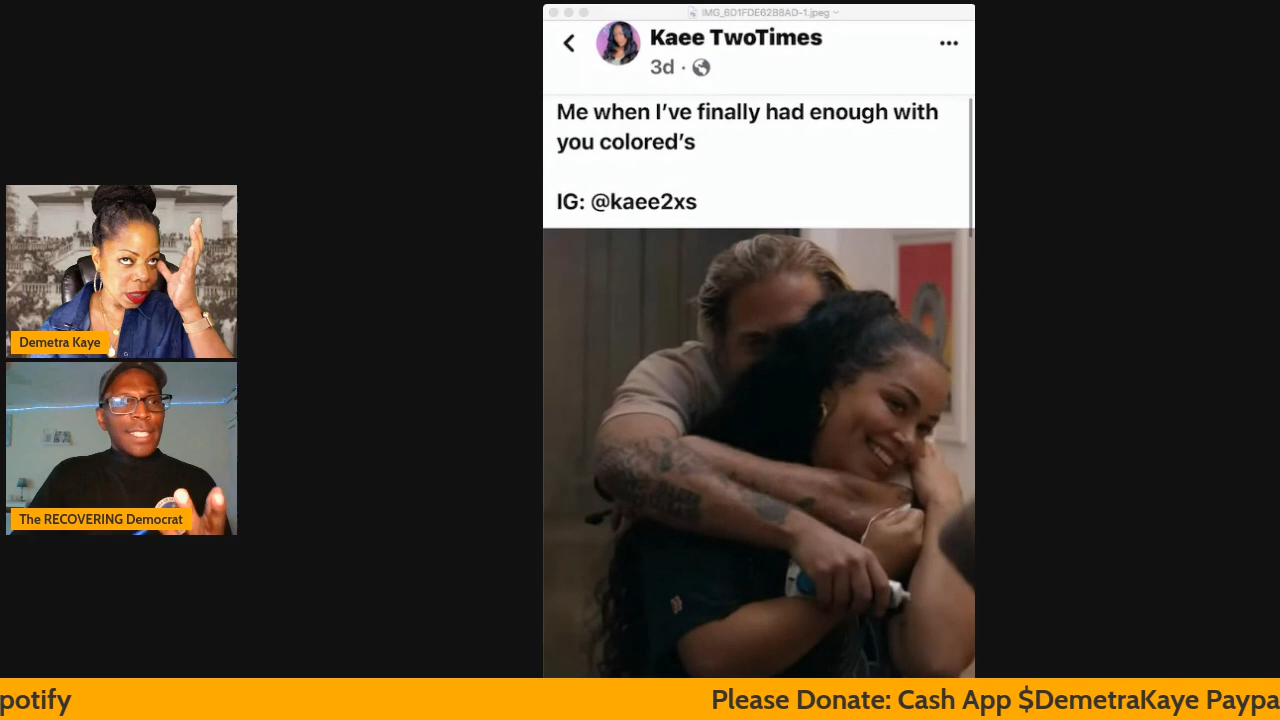 IMG_6D1FDE62B8AD-1.jpeg
Kaee TwoTimes
3d ·
Me when I’ve finally had enough with
you colored’s
IG: @kaee2xs
Demetra Kaye
The RECOVERING Democrat
potify
Please Donate: Cash App $DemetraKaye Paypa